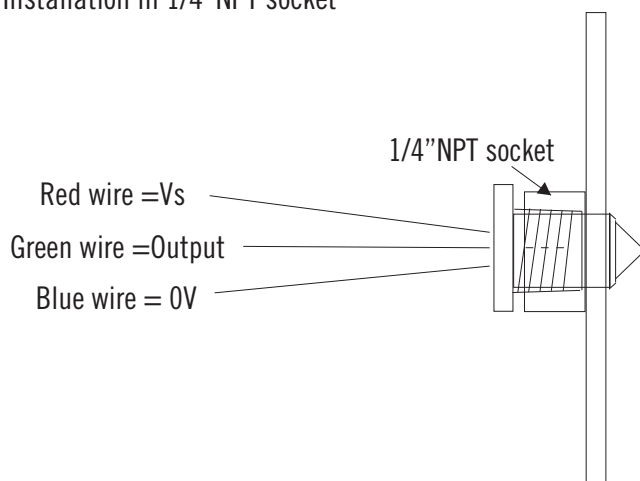 Installation in 1/4"NPT socket
1/4”NPT socket
Red wire =Vs
Green wire =Output
Blue wire = 0V